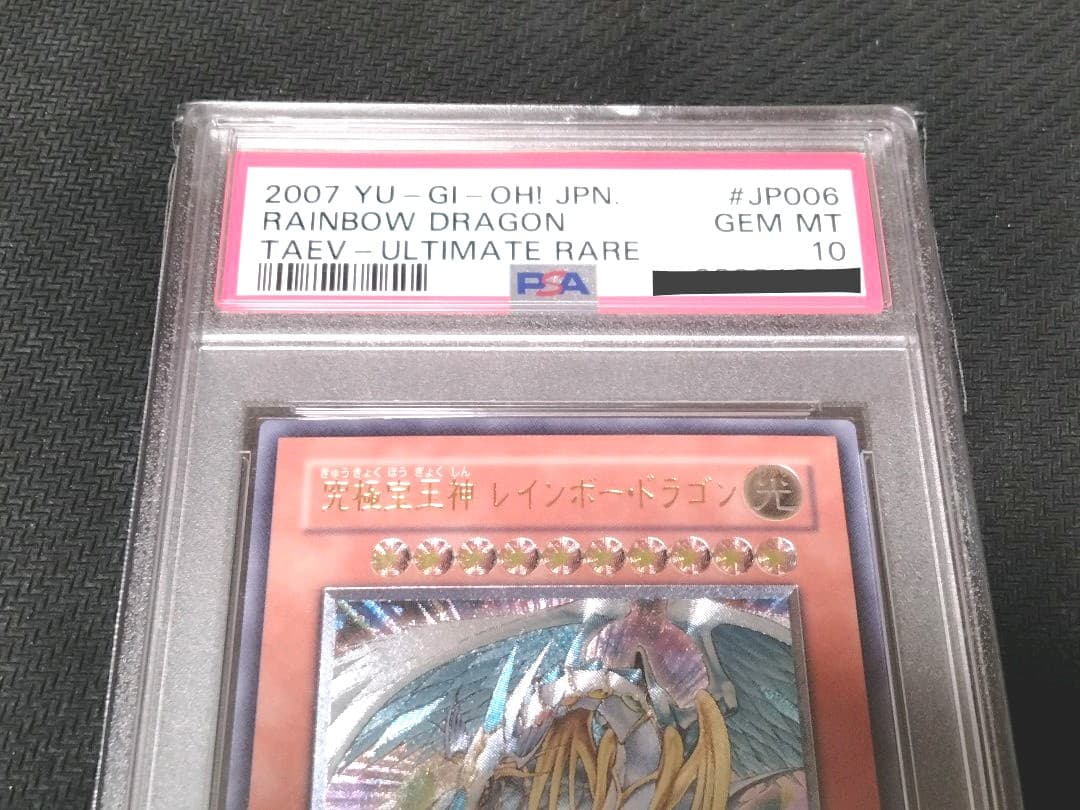 2007 YU-GI-OH! JPN. #JP006
RAINBOW DRAGON GEM MT
TAEV-ULTIMATE RARE 10
PSA
きゅうきょく ほう ぎょく しん
究極宝玉神 レインボー・ドラゴン 光